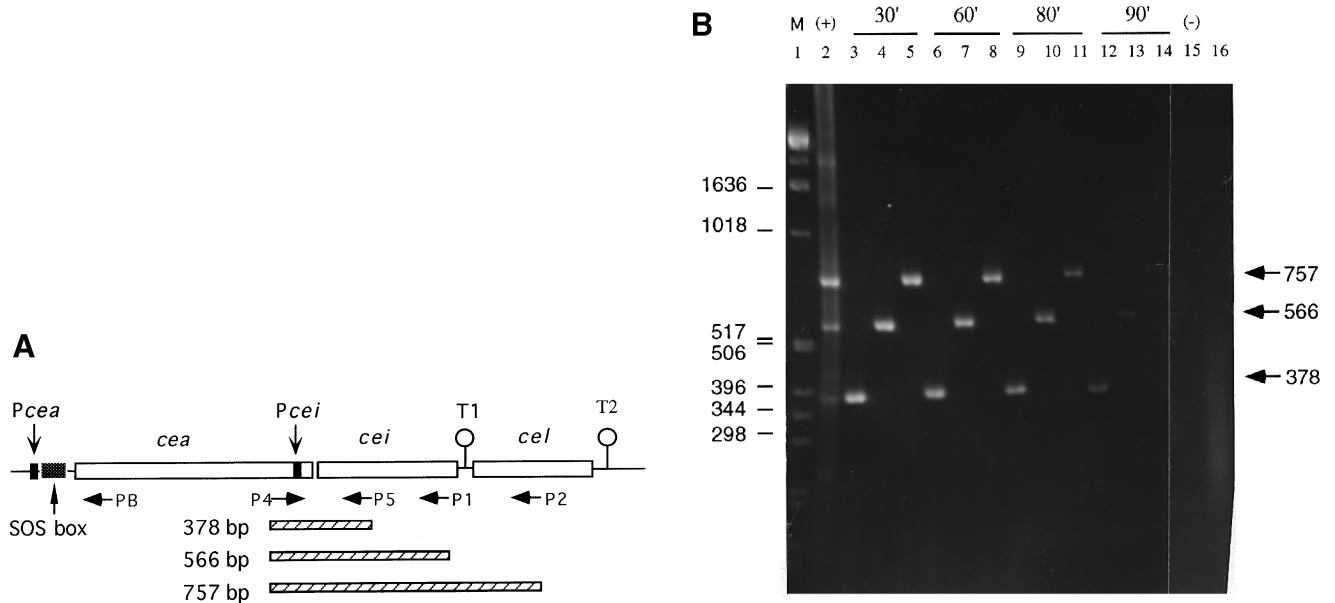 A
Pcea
Pcei
T1
T2
cea
cei
cel
PB
P4
P5
P1
P2
SOS box
378 bp
566 bp
757 bp
B
M (+) 30' 60' 80' 90' (-)
1 2 3 4 5 6 7 8 9 10 11 12 13 14 15 16
1636
1018
517
506
396
344
298
757
566
378